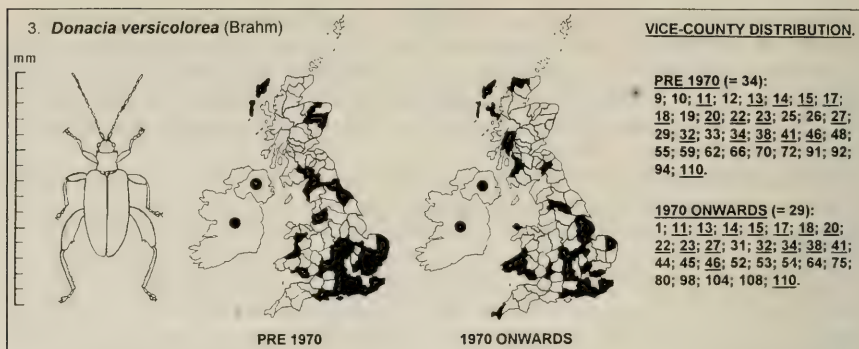 3. Donacia versicolorea (Brahm)
mm
PRE 1970
1970 ONWARDS
VICE-COUNTY DISTRIBUTION.
PRE 1970 (= 34):
9; 10; 11; 12; 13; 14; 15; 17;
18; 19; 20; 22; 23; 25; 26; 27;
29; 32; 33; 34; 38; 41; 46; 48;
55; 59; 62; 66; 70; 72; 91; 92;
94; 110.
1970 ONWARDS (= 29):
1; 11; 13; 14; 15; 17; 18; 20;
22; 23; 27; 31; 32; 34; 38; 41;
44; 45; 46; 52; 53; 54; 64; 75;
80; 98; 104; 108; 110.